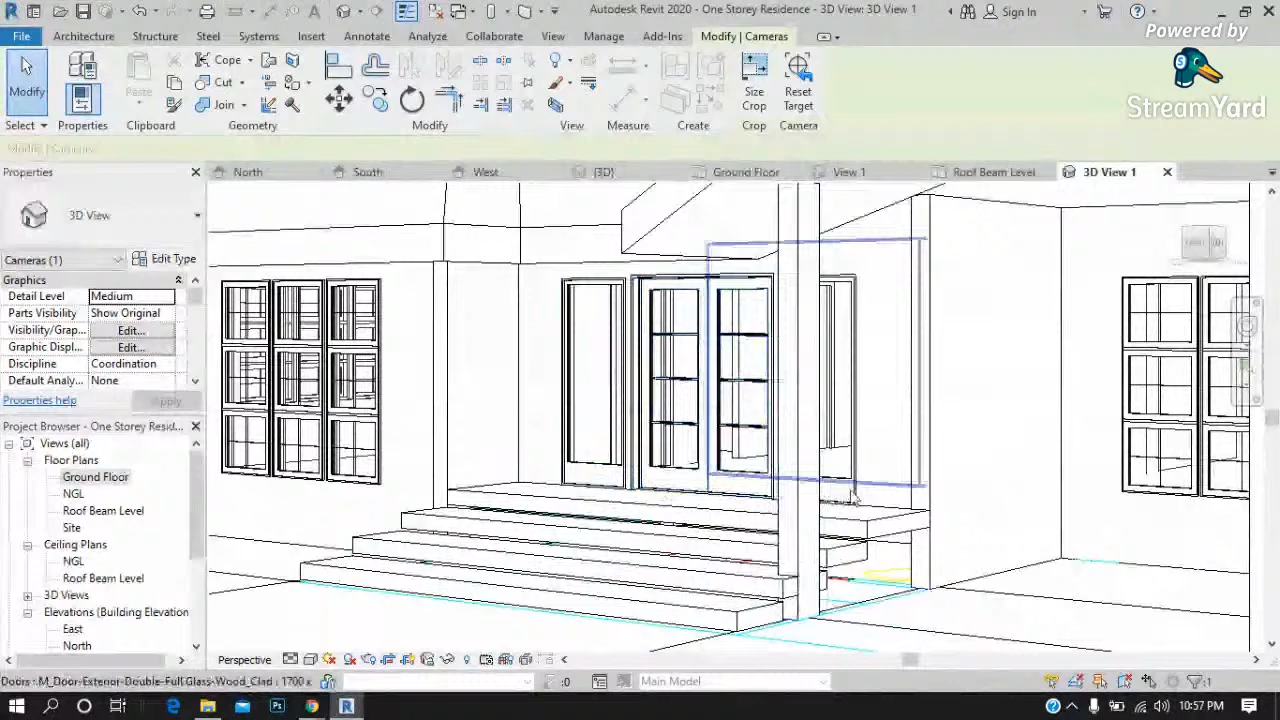 Autodesk Revit 2020 - One Storey Residence - 3D View: 3D View 1
Sign In
Powered by
StreamYard
File Architecture Structure Steel Systems Insert Annotate Analyze Collaborate View Manage Add-Ins Modify | Cameras
Modify
Paste
Cope
Cut
Join
Size Crop
Reset Target
Select Properties Clipboard Geometry Modify View Measure Create Crop Camera
Modify | Cameras
Properties
North South West {3D} Ground Floor View 1 Roof Beam Level 3D View 1
3D View
Cameras (1) Edit Type
Graphics
Detail Level Medium
Parts Visibility Show Original
Visibility/Grap... Edit...
Graphic Displ... Edit...
Discipline Coordination
Default Analy... None
Properties help Apply
Project Browser - One Storey Resid...
Views (all)
Floor Plans
Ground Floor
NGL
Roof Beam Level
Site
Ceiling Plans
NGL
Roof Beam Level
3D Views
Elevations (Building Elevation
East
North
Perspective
Doors : M_Door-Exterior-Double-Full Glass-Wood_Clad : 1700 x
:0
Main Model
:1
10:57 PM